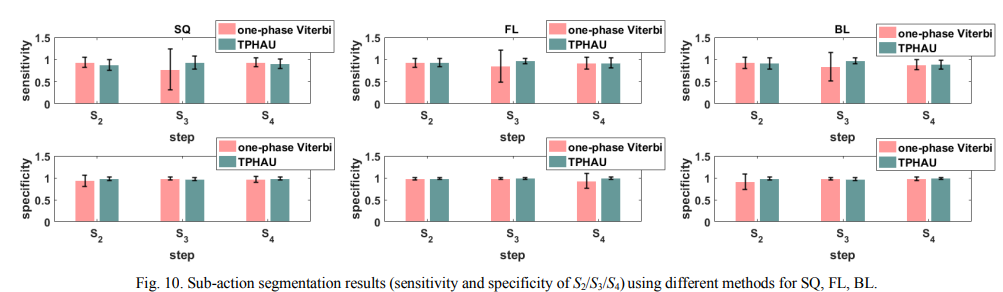 SQ
one-phase Viterbi
TPHAU
sensitivity
1.5
1
0.5
0
S2
S3
S4
step
FL
one-phase Viterbi
TPHAU
sensitivity
1.5
1
0.5
0
S2
S3
S4
step
BL
one-phase Viterbi
TPHAU
sensitivity
1.5
1
0.5
0
S2
S3
S4
step
one-phase Viterbi
TPHAU
specificity
1.5
1
0.5
0
S2
S3
S4
step
one-phase Viterbi
TPHAU
specificity
1.5
1
0.5
0
S2
S3
S4
step
one-phase Viterbi
TPHAU
specificity
1.5
1
0.5
0
S2
S3
S4
step
Fig. 10. Sub-action segmentation results (sensitivity and specificity of S2/S3/S4) using different methods for SQ, FL, BL.